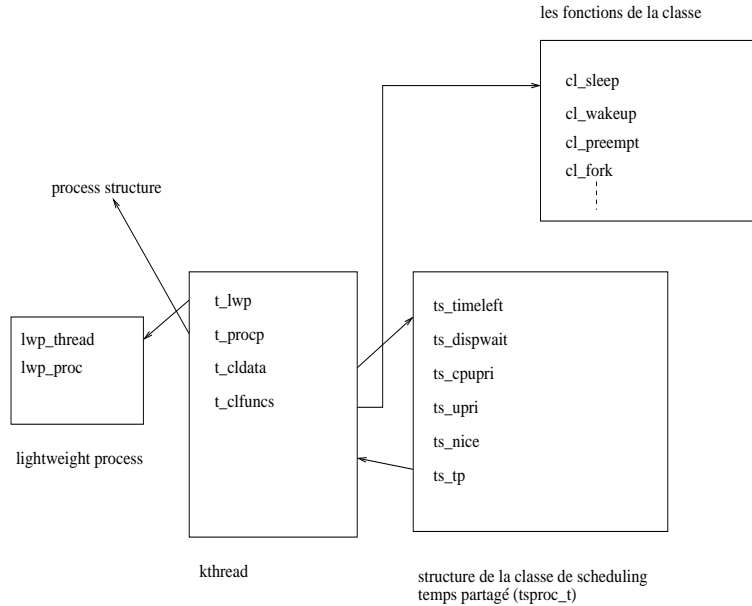 les fonctions de la classe
cl_sleep
cl_wakeup
cl_preempt
cl_fork
process structure
t_lwp
t_procp
t_cldata
t_clfuncs
ts_timeleft
ts_dispwait
ts_cpupri
ts_upri
ts_nice
ts_tp
lwp_thread
lwp_proc
lightweight process
kthread
structure de la classe de scheduling
temps partagé (tsproc_t)